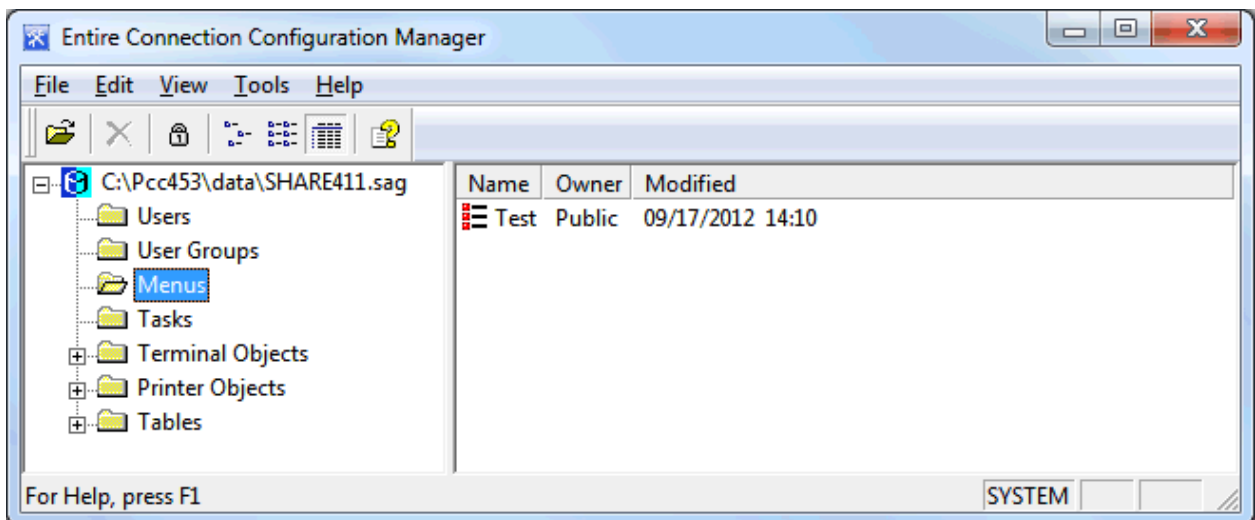 Entire Connection Configuration Manager
File Edit View Tools Help
C:\Pcc453\data\SHARE411.sag
Users
User Groups
Menus
Tasks
Terminal Objects
Printer Objects
Tables
Name Owner Modified
Test Public 09/17/2012 14:10
For Help, press F1 SYSTEM